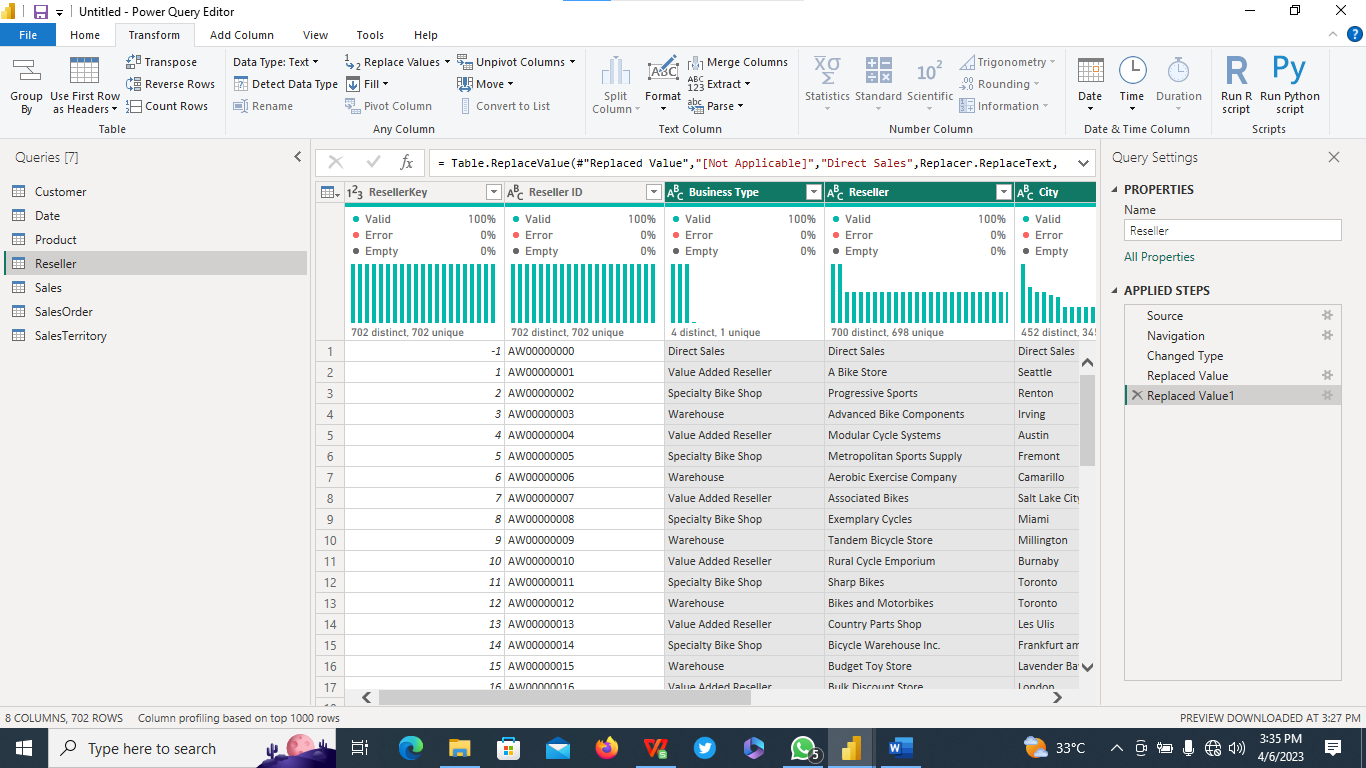 Untitled - Power Query Editor
File Home Transform Add Column View Tools Help
Group By
Use First Row as Headers
Transpose
Reverse Rows
Count Rows
Table
Data Type: Text
Detect Data Type
Rename
Replace Values
Fill
Pivot Column
Unpivot Columns
Move
Convert to List
Any Column
Split Column
Format
Merge Columns
Extract
Parse
Text Column
Statistics
Standard
Scientific
Trigonometry
Rounding
Information
Number Column
Date
Time
Duration
Date & Time Column
Run R script
Run Python script
Scripts
Queries [7]
Customer
Date
Product
Reseller
Sales
SalesOrder
SalesTerritory
= Table.ReplaceValue(#"Replaced Value","[Not Applicable]","Direct Sales",Replacer.ReplaceText,
ResellerKey Reseller ID Business Type Reseller City
Valid 100% Valid 100% Valid 100% Valid 100% Valid
Error 0% Error 0% Error 0% Error 0% Error
Empty 0% Empty 0% Empty 0% Empty 0% Empty
702 distinct, 702 unique 702 distinct, 702 unique 4 distinct, 1 unique 700 distinct, 698 unique 452 distinct, 345
1 -1 AW00000000 Direct Sales Direct Sales Direct Sales
2 1 AW00000001 Value Added Reseller A Bike Store Seattle
3 2 AW00000002 Specialty Bike Shop Progressive Sports Renton
4 3 AW00000003 Warehouse Advanced Bike Components Irving
5 4 AW00000004 Value Added Reseller Modular Cycle Systems Austin
6 5 AW00000005 Specialty Bike Shop Metropolitan Sports Supply Fremont
7 6 AW00000006 Warehouse Aerobic Exercise Company Camarillo
8 7 AW00000007 Value Added Reseller Associated Bikes Salt Lake City
9 8 AW00000008 Specialty Bike Shop Exemplary Cycles Miami
10 9 AW00000009 Warehouse Tandem Bicycle Store Millington
11 10 AW00000010 Value Added Reseller Rural Cycle Emporium Burnaby
12 11 AW00000011 Specialty Bike Shop Sharp Bikes Toronto
13 12 AW00000012 Warehouse Bikes and Motorbikes Toronto
14 13 AW00000013 Value Added Reseller Country Parts Shop Les Ulis
15 14 AW00000014 Specialty Bike Shop Bicycle Warehouse Inc. Frankfurt am
16 15 AW00000015 Warehouse Budget Toy Store Lavender Ba
17 16 AW00000016 Value Added Reseller Bulk Discount Store London
Query Settings
PROPERTIES
Name
Reseller
All Properties
APPLIED STEPS
Source
Navigation
Changed Type
Replaced Value
Replaced Value1
8 COLUMNS, 702 ROWS Column profiling based on top 1000 rows PREVIEW DOWNLOADED AT 3:27 PM
Type here to search
5
33°C
3:35 PM
4/6/2023